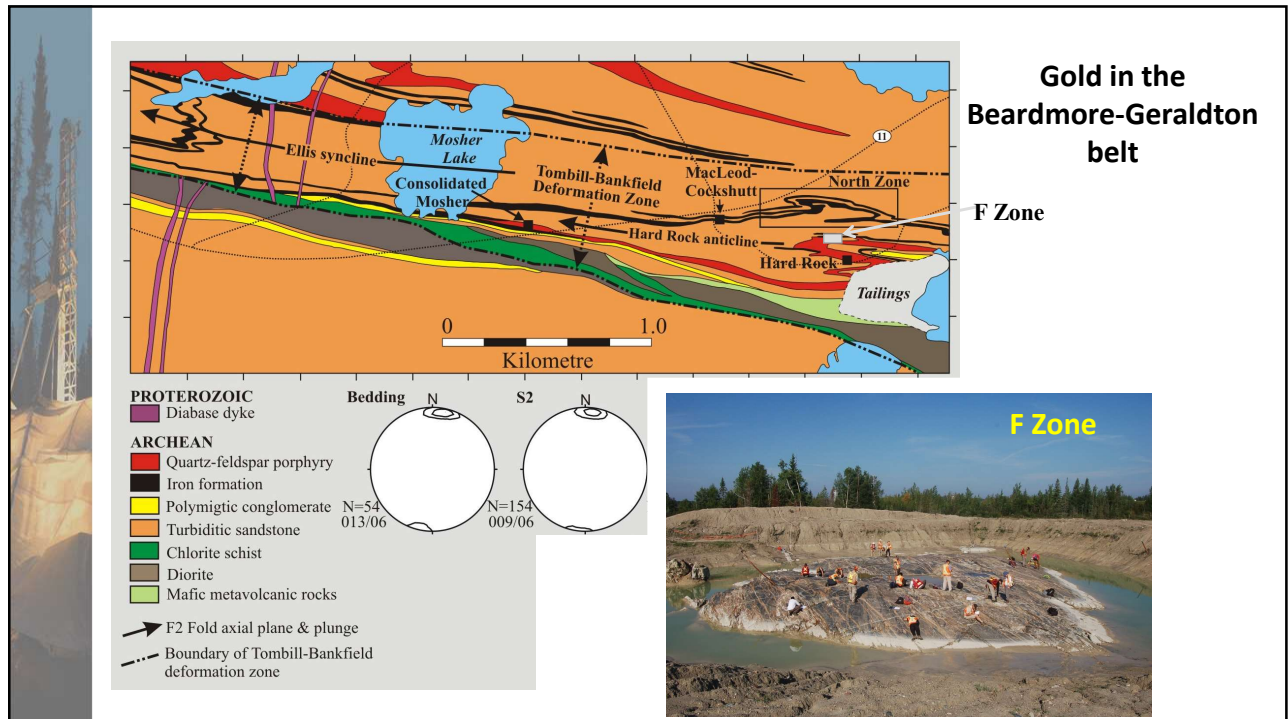 Gold in the
Beardmore-Geraldton
belt
Mosher
Lake
Ellis syncline
Consolidated
Mosher
Tombill-Bankfield
Deformation Zone
11
MacLeod-
Cockshutt
North Zone
F Zone
Hard Rock anticline
Hard Rock
Tailings
0 1.0
Kilometre
PROTEROZOIC
Diabase dyke
ARCHEAN
Quartz-feldspar porphyry
Iron formation
Polymigtic conglomerate
Turbiditic sandstone
Chlorite schist
Diorite
Mafic metavolcanic rocks
F2 Fold axial plane & plunge
Boundary of Tombill-Bankfield
deformation zone
Bedding N
N=54
013/06
S2 N
N=154
009/06
F Zone